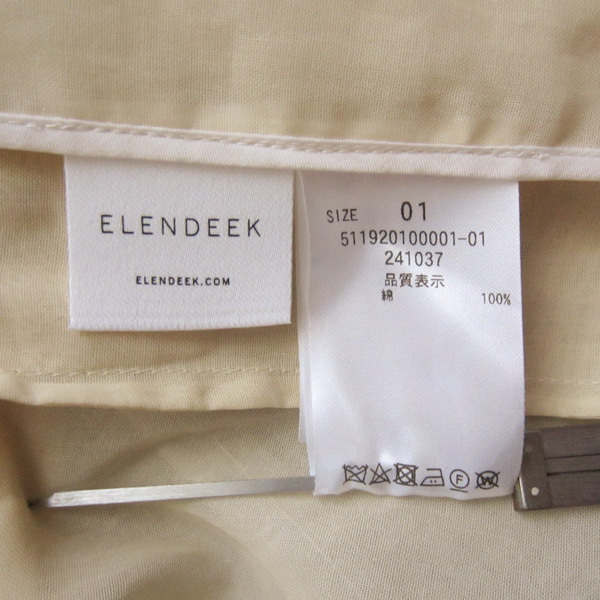 ELENDEEK
ELENDEEK.COM
SIZE 01
511920100001-01
241037
品質表示
綿 100%
F
W